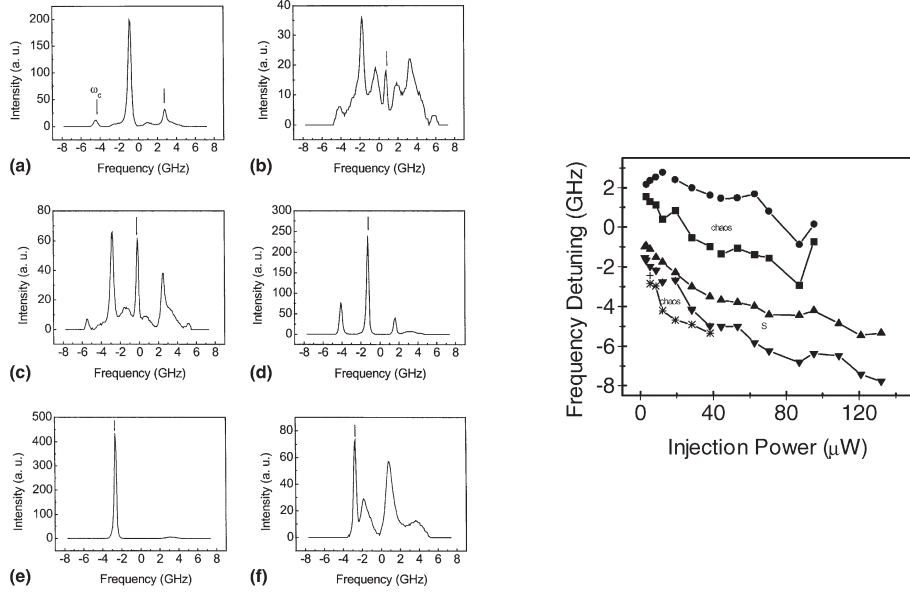 200
150
100
50
0
Intensity (a. u.)
ω_c
-8 -6 -4 -2 0 2 4 6 8
(a)
Frequency (GHz)
40
30
20
10
0
Intensity (a. u.)
-8 -6 -4 -2 0 2 4 6 8
(b)
Frequency (GHz)
80
60
40
20
0
Intensity (a. u.)
-8 -6 -4 -2 0 2 4 6 8
(c)
Frequency (GHz)
300
250
200
150
100
50
0
Intensity (a. u.)
-8 -6 -4 -2 0 2 4 6 8
(d)
Frequency (GHz)
500
400
300
200
100
0
Intensity (a. u.)
-8 -6 -4 -2 0 2 4 6 8
(e)
Frequency (GHz)
80
60
40
20
0
Intensity (a. u.)
-8 -6 -4 -2 0 2 4 6 8
(f)
Frequency (GHz)
Frequency Detuning (GHz)
2
0
-2
-4
-6
-8
chaos
chaos
S
0 40 80 120
Injection Power (μW)